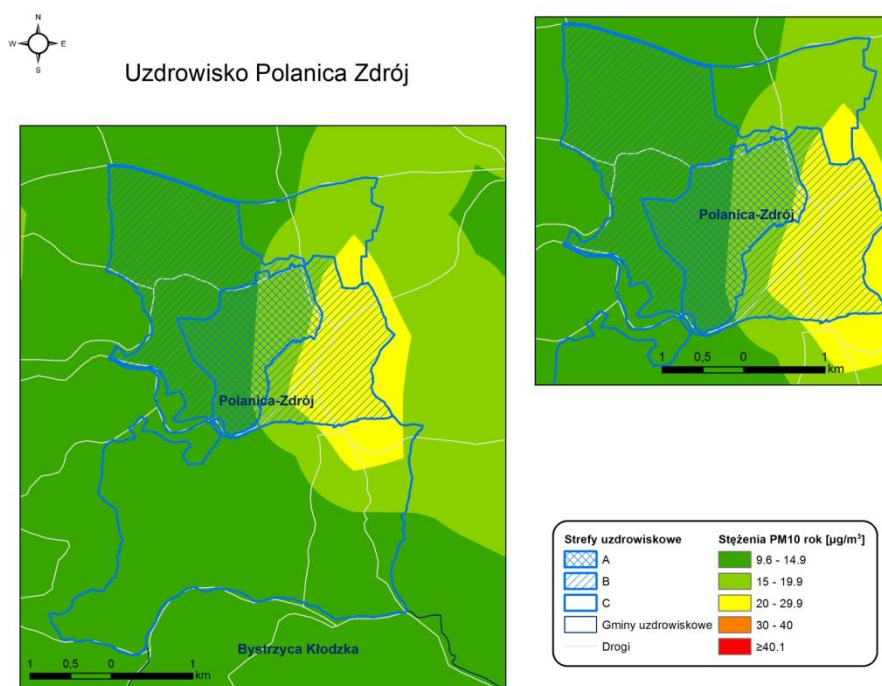 N
W E
S
Uzdrowisko Polanica Zdrój
Polanica-Zdrój
Bystrzyca Kłodzka
1 0,5 0 1
km
Polanica-Zdrój
1 0,5 0 1
km
Strefy uzdrowiskowe
A
B
C
Gminy uzdrowiskowe
Drogi
Stężenia PM10 rok [µg/m³]
9.6 - 14.9
15 - 19.9
20 - 29.9
30 - 40
≥40.1